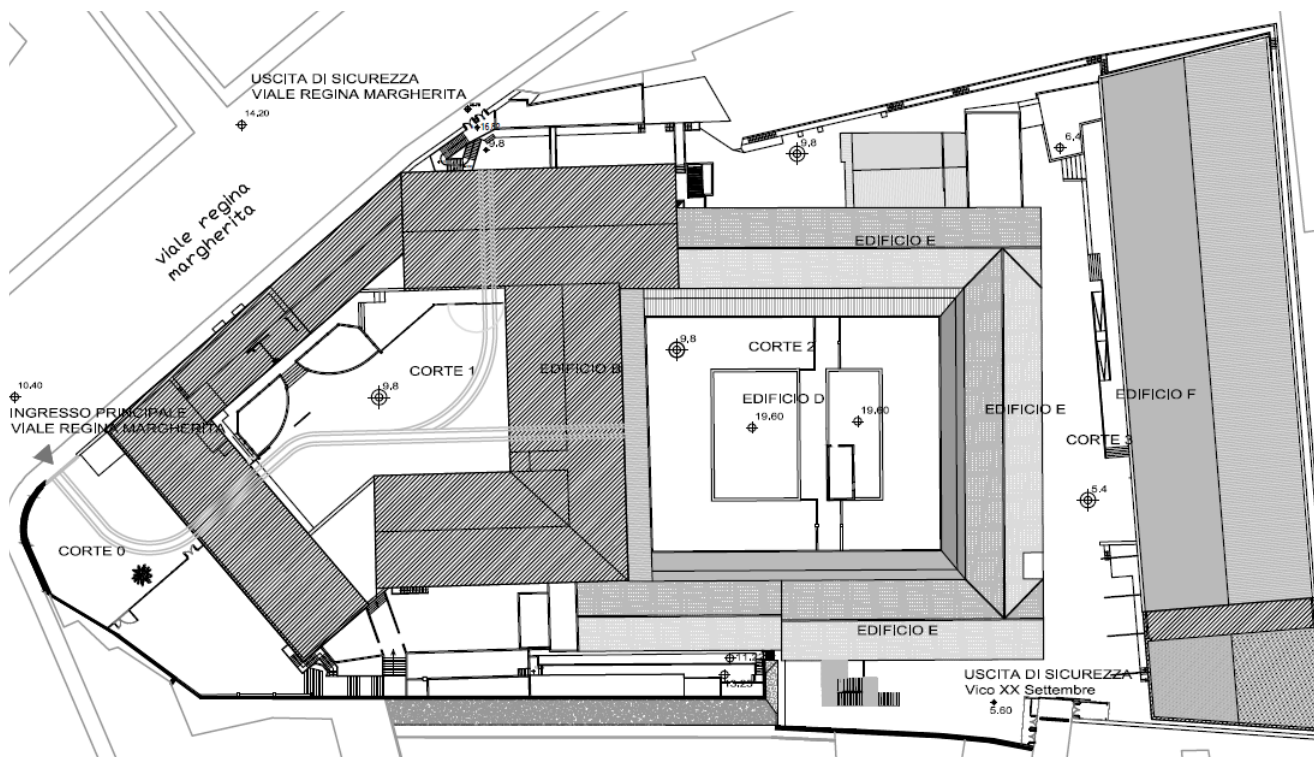 USCITA DI SICUREZZA
VIALE REGINA MARGHERITA
14,20
9.8
viale regina
margherita
9,8
6,4
EDIFICIO E
10.40
INGRESSO PRINCIPALE
VIALE REGINA MARGHERITA
9,8
CORTE 1
EDIFICIO B
9,8
CORTE 2
EDIFICIO D
19.60
19.60
EDIFICIO E
EDIFICIO F
CORTE 3
5.4
CORTE 0
EDIFICIO E
13.25
USCITA DI SICUREZZA
Vico XX Settembre
5.60